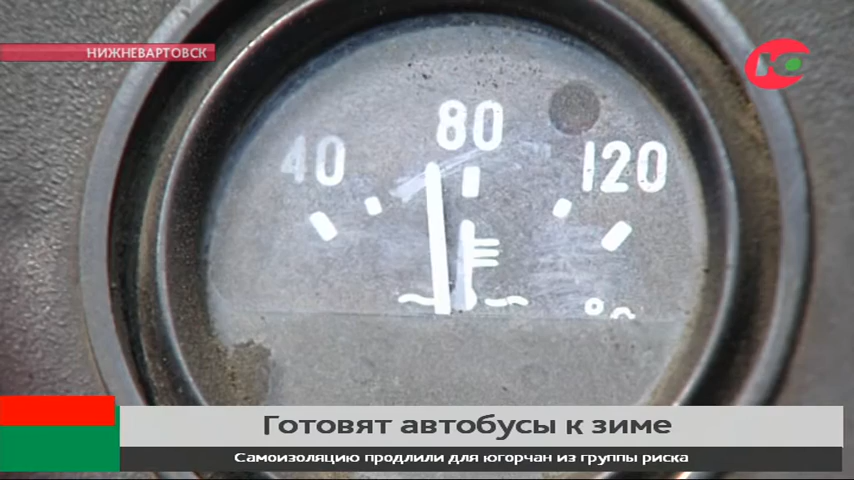 НИЖНЕВАРТОВСК
Ю
40
80
120
°C
Готовят автобусы к зиме
Самоизоляцию продлили для югорчан из группы риска